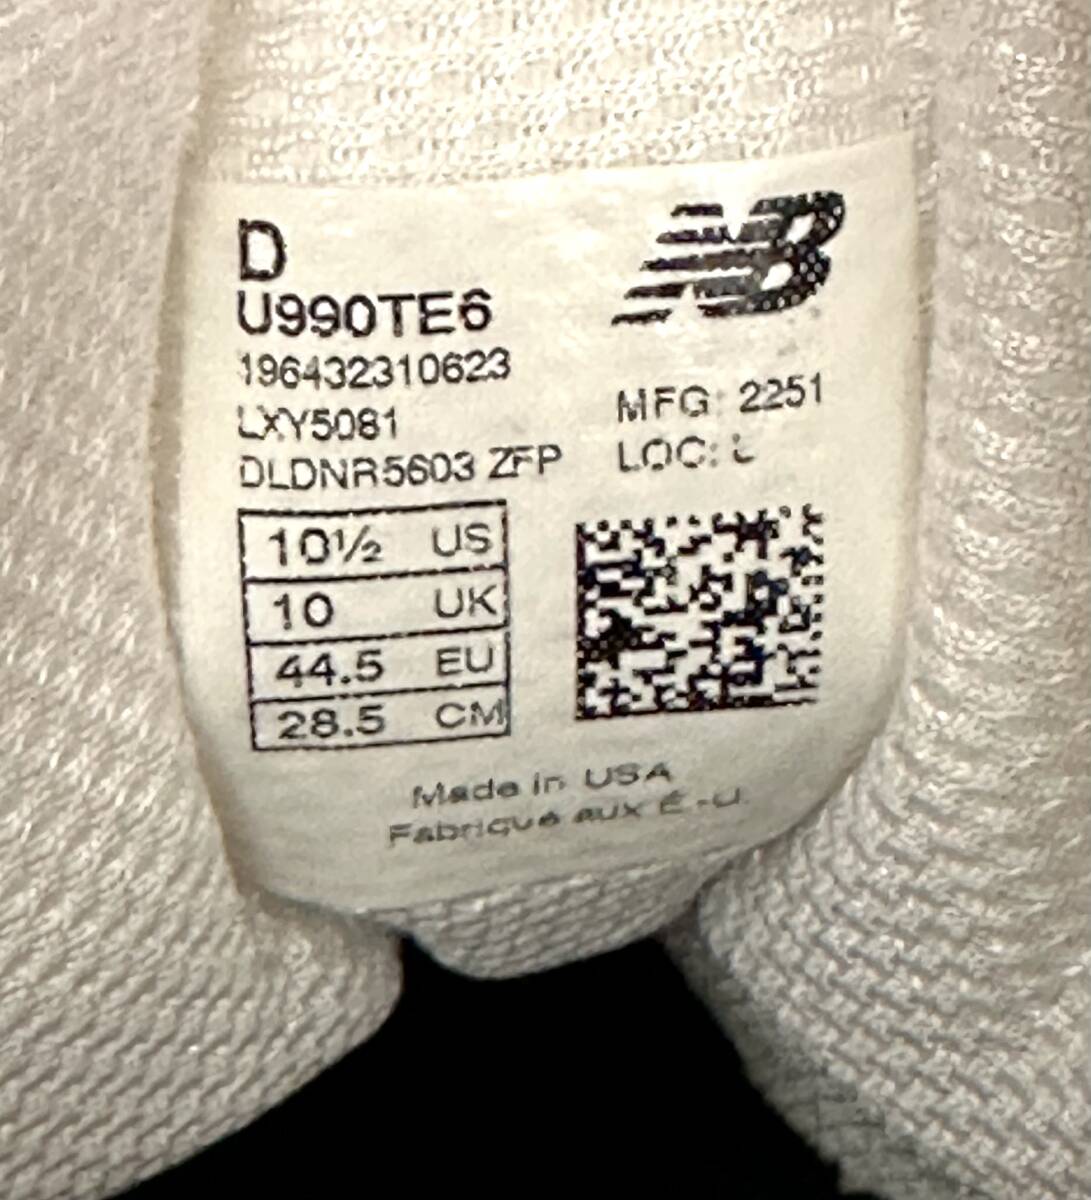 D
NB
U990TE6
196432310623
LXY5081
MFG: 2251
DLDNR5603 ZFP
LOC:
10½ US
10 UK
44.5 EU
28.5 CM
Made in USA
Fabriqué aux É.-U.